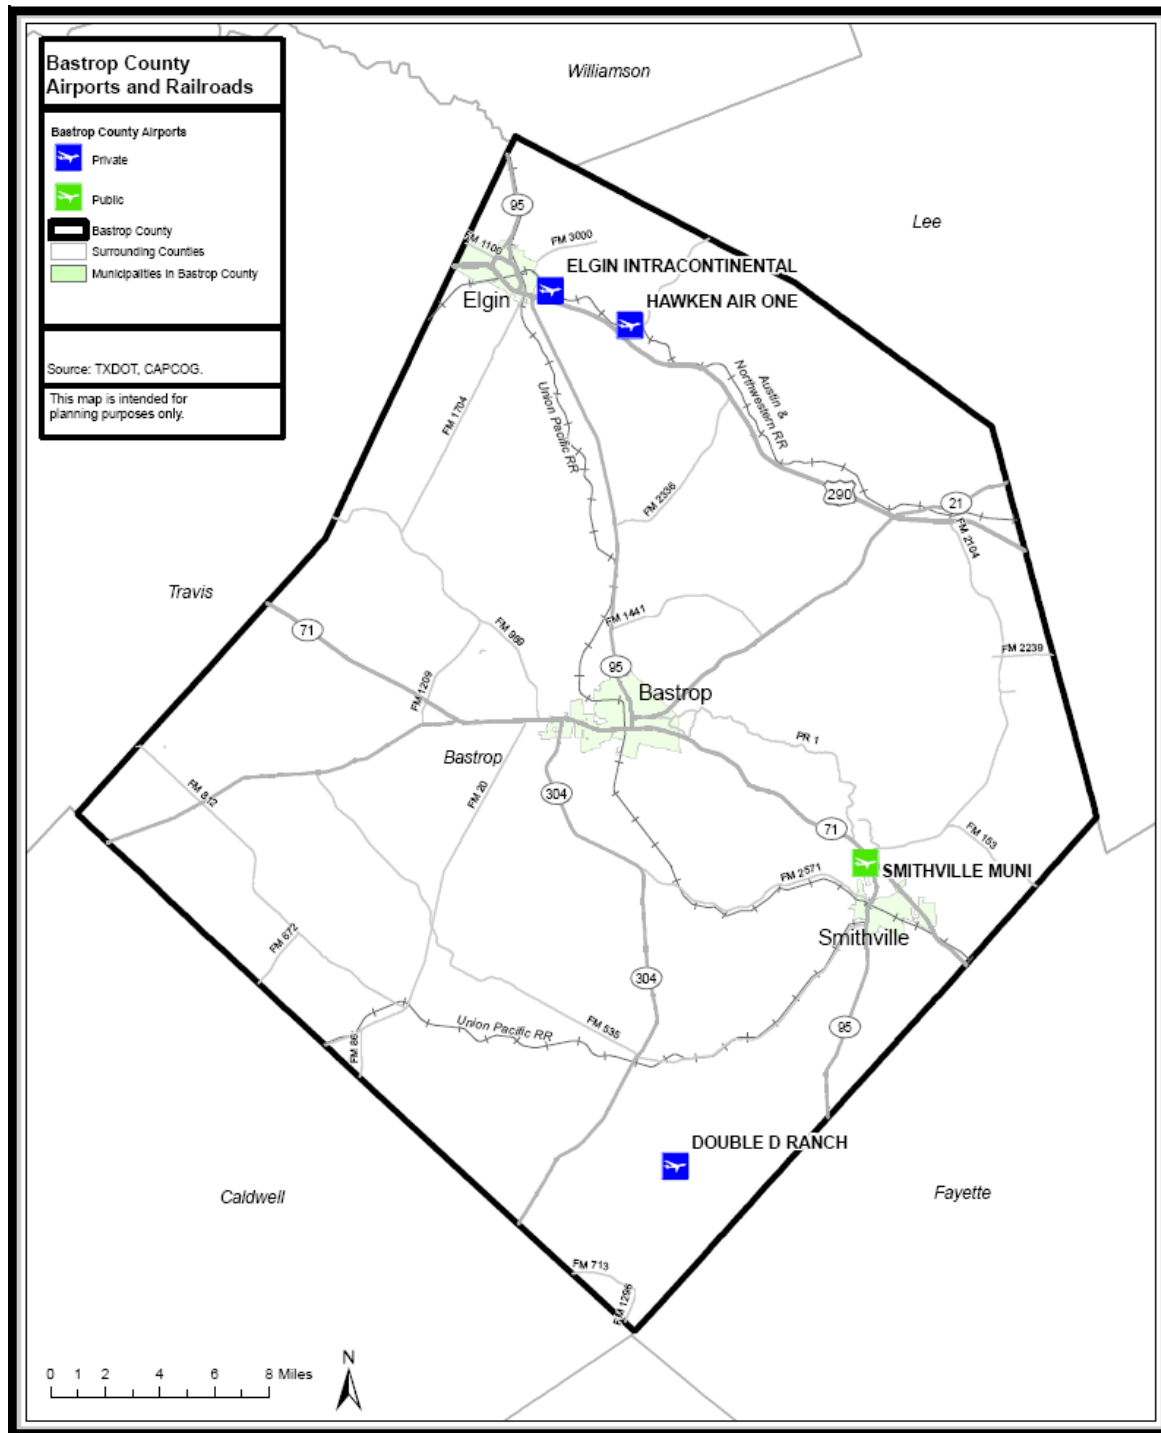 Bastrop County
Airports and Railroads
Bastrop County Airports
Private
Public
Bastrop County
Surrounding Counties
Municipalities in Bastrop County
Source: TXDOT, CAPCOG.
This map is intended for
planning purposes only.
Williamson
Lee
95
FM 1100
FM 3000
ELGIN INTRACONTINENTAL
Elgin
HAWKEN AIR ONE
FM 1704
Union Pacific RR
Austin &
Northwestern RR
FM 2336
290
21
FM 2104
Travis
71
FM 969
FM 1441
FM 2239
95
Bastrop
FM 1209
PR 1
Bastrop
FM 812
FM 20
304
71
FM 153
SMITHVILLE MUNI
FM 2571
Smithville
FM 672
304
95
Union Pacific RR
FM 535
FM 86
DOUBLE D RANCH
Caldwell
Fayette
FM 713
FM 1296
N
0 1 2 4 6 8 Miles